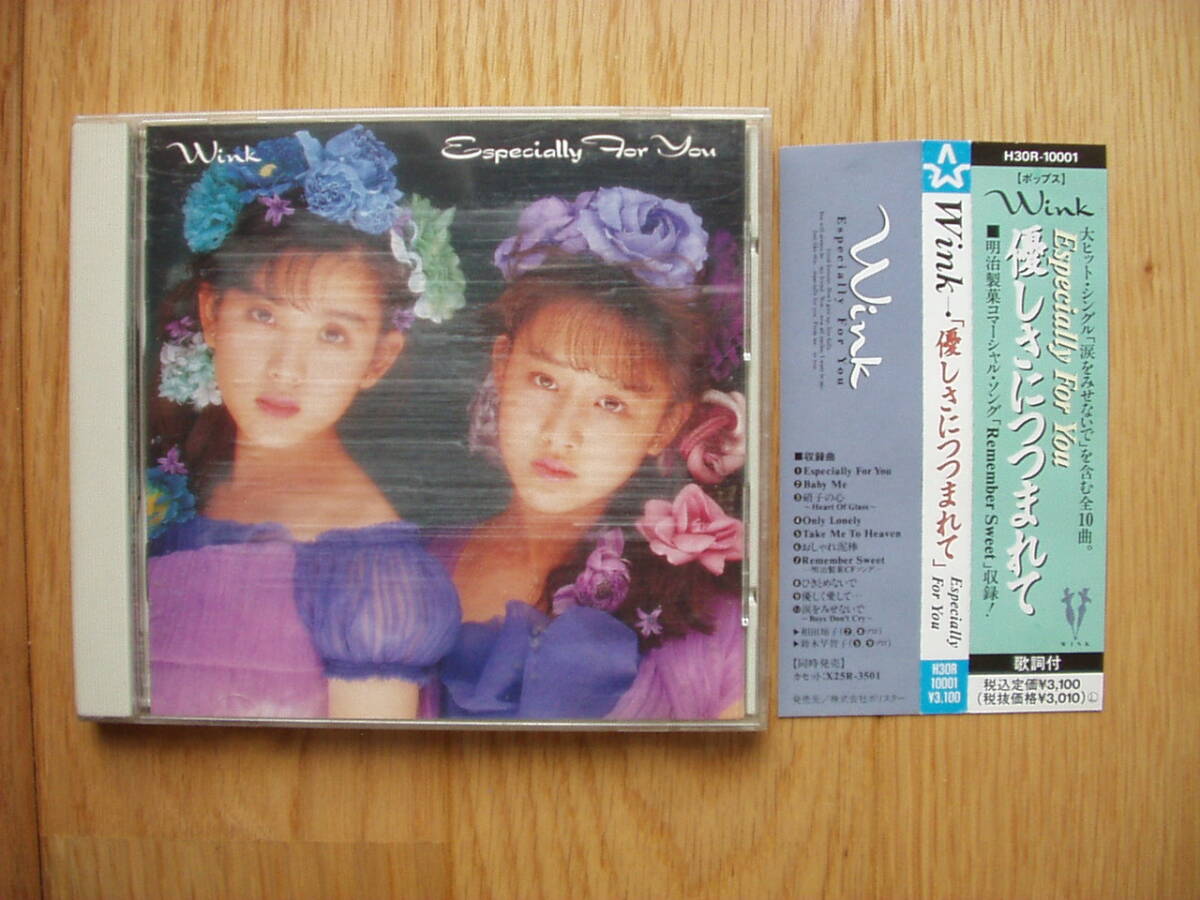 Wink
Especially For You
Wink
Especially For You
■収録曲
❶Especially For You
❷Baby Me
❸硝子の心
～Heart Of Glass～
❹Only Lonely
❺Take Me To Heaven
❻おしゃれ泥棒
❼Remember Sweet
―明治製菓CFソング―
❽ひきとめないで
❾優しく愛して…
❿涙をみせないで
～Boys Don't Cry～
▶相田翔子(❷,❽ソロ)
▶鈴木早智子(❺,❾ソロ)
【同時発売】
カセット:X25R-3501
発売元/株式会社ポリスター
Wink―・「優しさにつつまれて」
Especially
For You
H30R
10001
¥3,100
H30R-10001
【ポップス】
Wink
大ヒット・シングル「涙をみせないで」を含む全10曲。
Especially For You
優しさにつつまれて
■明治製菓コマーシャル・ソング「Remember Sweet」収録!
WINK
歌詞付
税込定価¥3,100
(税抜価格¥3,010)Ⓛ